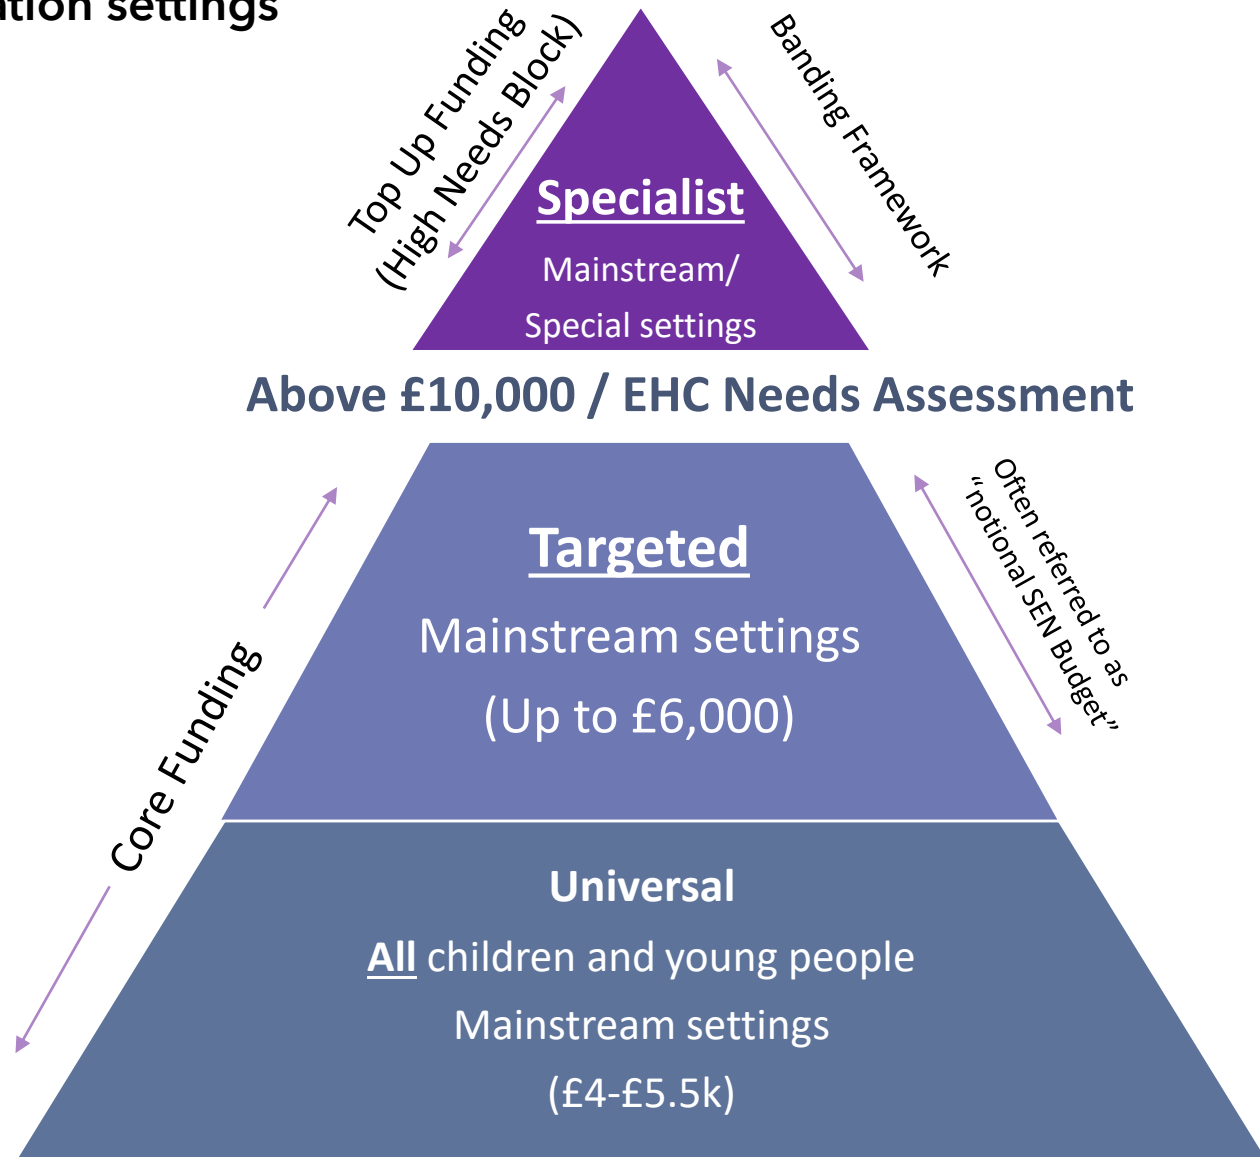 settings
Top Up Funding
(High Needs Block)
Banding Framework
Specialist
Mainstream/
Special settings
Above £10,000 / EHC Needs Assessment
Often referred to as
“notional SEN Budget”
Targeted
Mainstream settings
(Up to £6,000)
Core Funding
Universal
All children and young people
Mainstream settings
(£4-£5.5k)